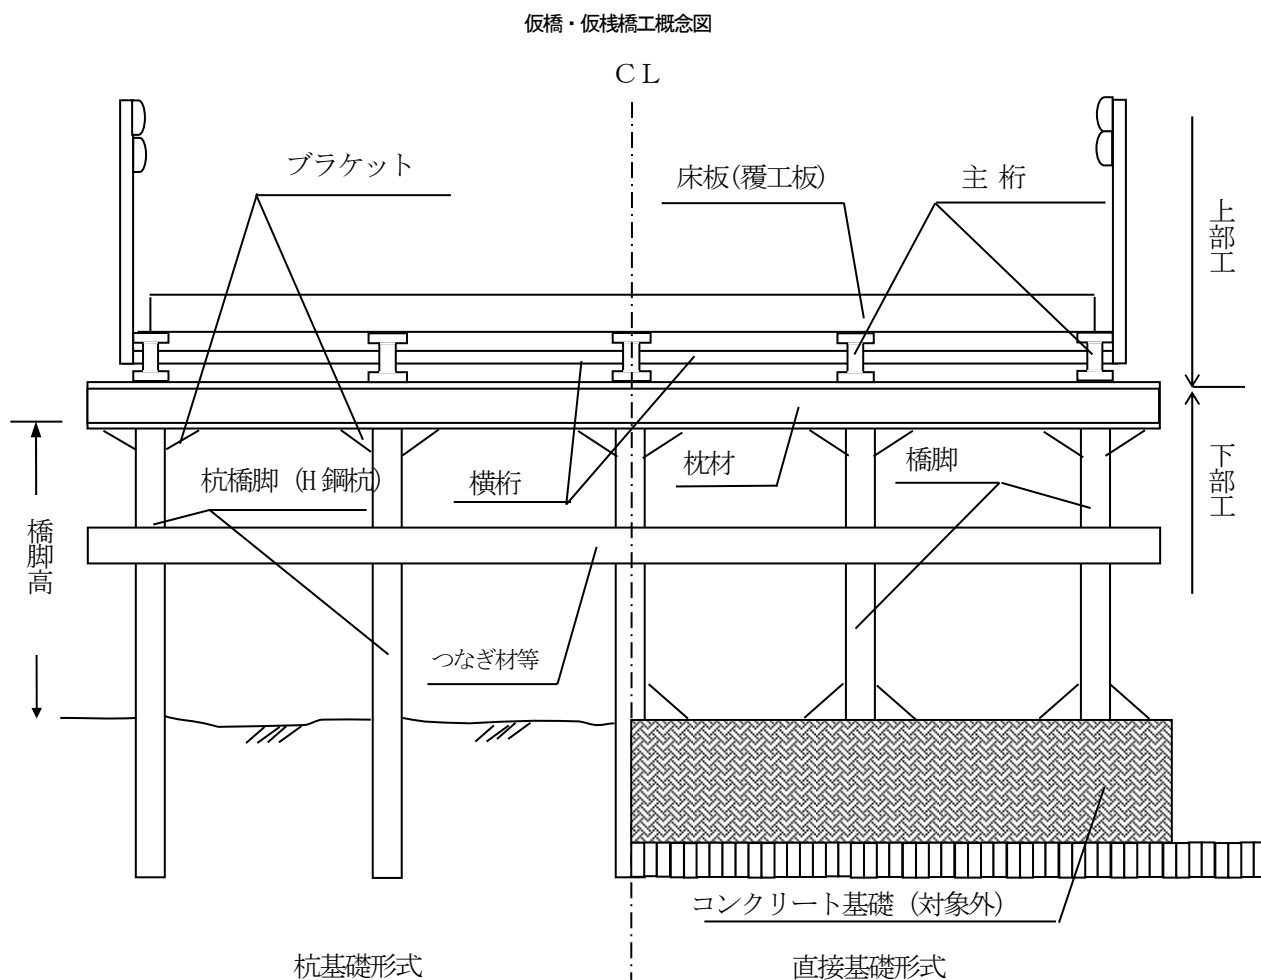 仮橋・仮桟橋工概念図
ＣＬ
ブラケット
床板(覆工板)
主 桁
上部工
杭橋脚 (H 鋼杭)
横桁
枕材
橋脚
下部工
橋脚高
つなぎ材等
コンクリート基礎 (対象外)
杭基礎形式
直接基礎形式